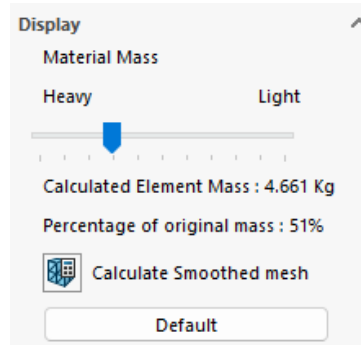 Display
Material Mass
Heavy Light
Calculated Element Mass : 4.661 Kg
Percentage of original mass : 51%
Calculate Smoothed mesh
Default